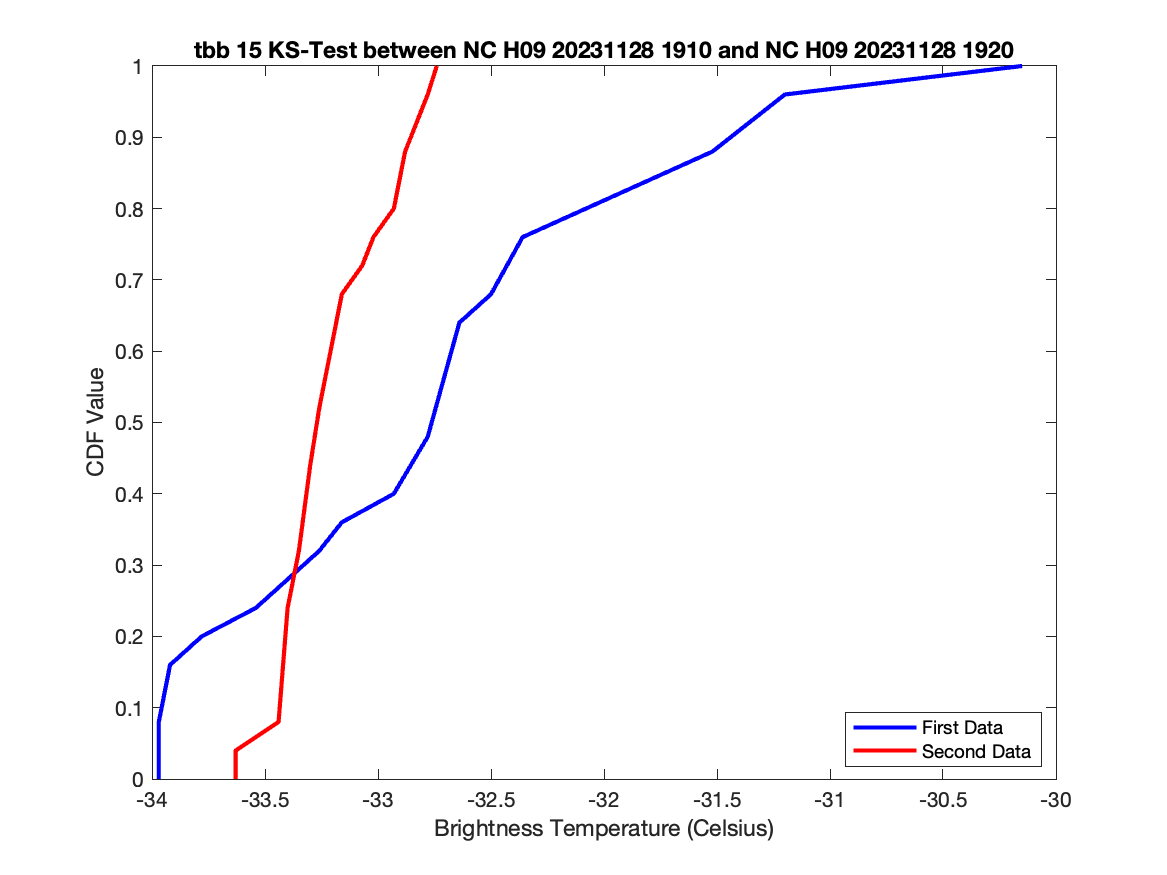 tbb 15 KS-Test between NC H09 20231128 1910 and NC H09 20231128 1920
1
0.9
0.8
0.7
0.6
0.5
0.4
0.3
0.2
0.1
0
CDF Value
First Data
Second Data
-34 -33.5 -33 -32.5 -32 -31.5 -31 -30.5 -30
Brightness Temperature (Celsius)